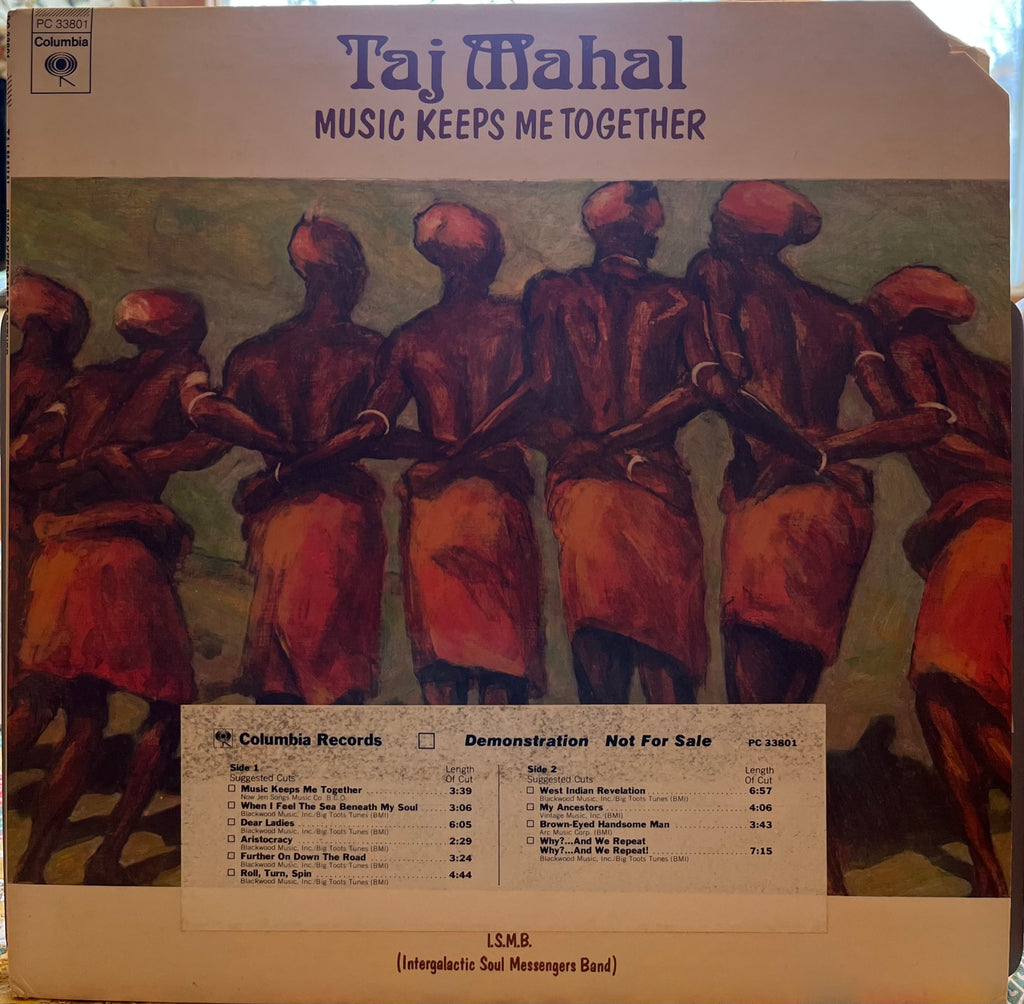 PC 33801
Columbia
Taj Mahal
MUSIC KEEPS ME TOGETHER
Columbia Records Demonstration Not For Sale PC 33801
Side 1 Length
Suggested Cuts Of Cut
Music Keeps Me Together 3:39
Now Jen Songs Music Co. B.C.O.
When I Feel The Sea Beneath My Soul 3:06
Blackwood Music, Inc./Big Toots Tunes (BMI)
Dear Ladies 6:05
Blackwood Music, Inc./Big Toots Tunes (BMI)
Aristocracy 2:29
Blackwood Music, Inc./Big Toots Tunes (BMI)
Further On Down The Road 3:24
Blackwood Music, Inc./Big Toots Tunes (BMI)
Roll, Turn, Spin 4:44
Blackwood Music, Inc./Big Toots Tunes (BMI)
Side 2 Length
Suggested Cuts Of Cut
West Indian Revelation 6:57
Blackwood Music, Inc./Big Toots Tunes (BMI)
My Ancestors 4:06
Vintage Music, Inc. (BMI)
Brown-Eyed Handsome Man 3:43
Arc Music Corp. (BMI)
Why?...And We Repeat
Why?...And We Repeat! 7:15
Blackwood Music, Inc./Big Toots Tunes (BMI)
I.S.M.B.
(Intergalactic Soul Messengers Band)